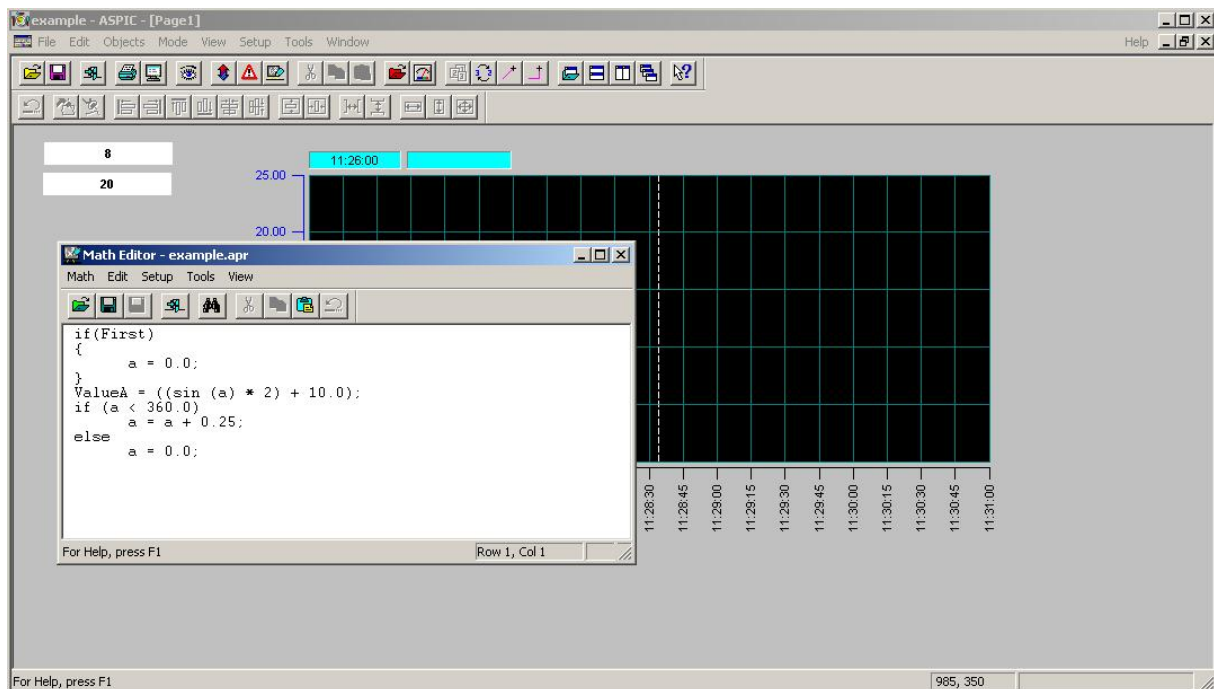 example - ASPIC - [Page1]
File Edit Objects Mode View Setup Tools Window Help
8
20
11:26:00
25.00
20.00
Math Editor - example.apr
Math Edit Setup Tools View
if(First)
{
a = 0.0;
}
ValueA = ((sin (a) * 2) + 10.0);
if (a < 360.0)
a = a + 0.25;
else
a = 0.0;
For Help, press F1
Row 1, Col 1
11:28:30
11:28:45
11:29:00
11:29:15
11:29:30
11:29:45
11:30:00
11:30:15
11:30:30
11:30:45
11:31:00
For Help, press F1
985, 350